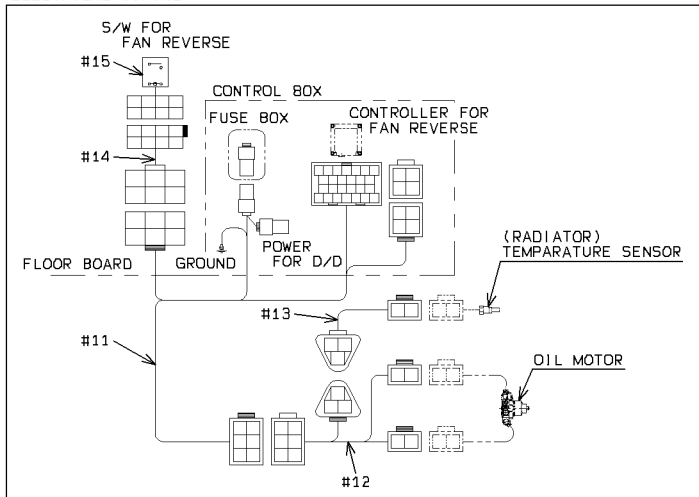 S/W FOR
FAN REVERSE
#15
CONTROL BOX
FUSE BOX
CONTROLLER FOR
FAN REVERSE
#14
POWER
FOR D/D
(RADIATOR)
TEMPARATURE SENSOR
FLOOR BOARD
GROUND
#13
#11
OIL MOTOR
#12